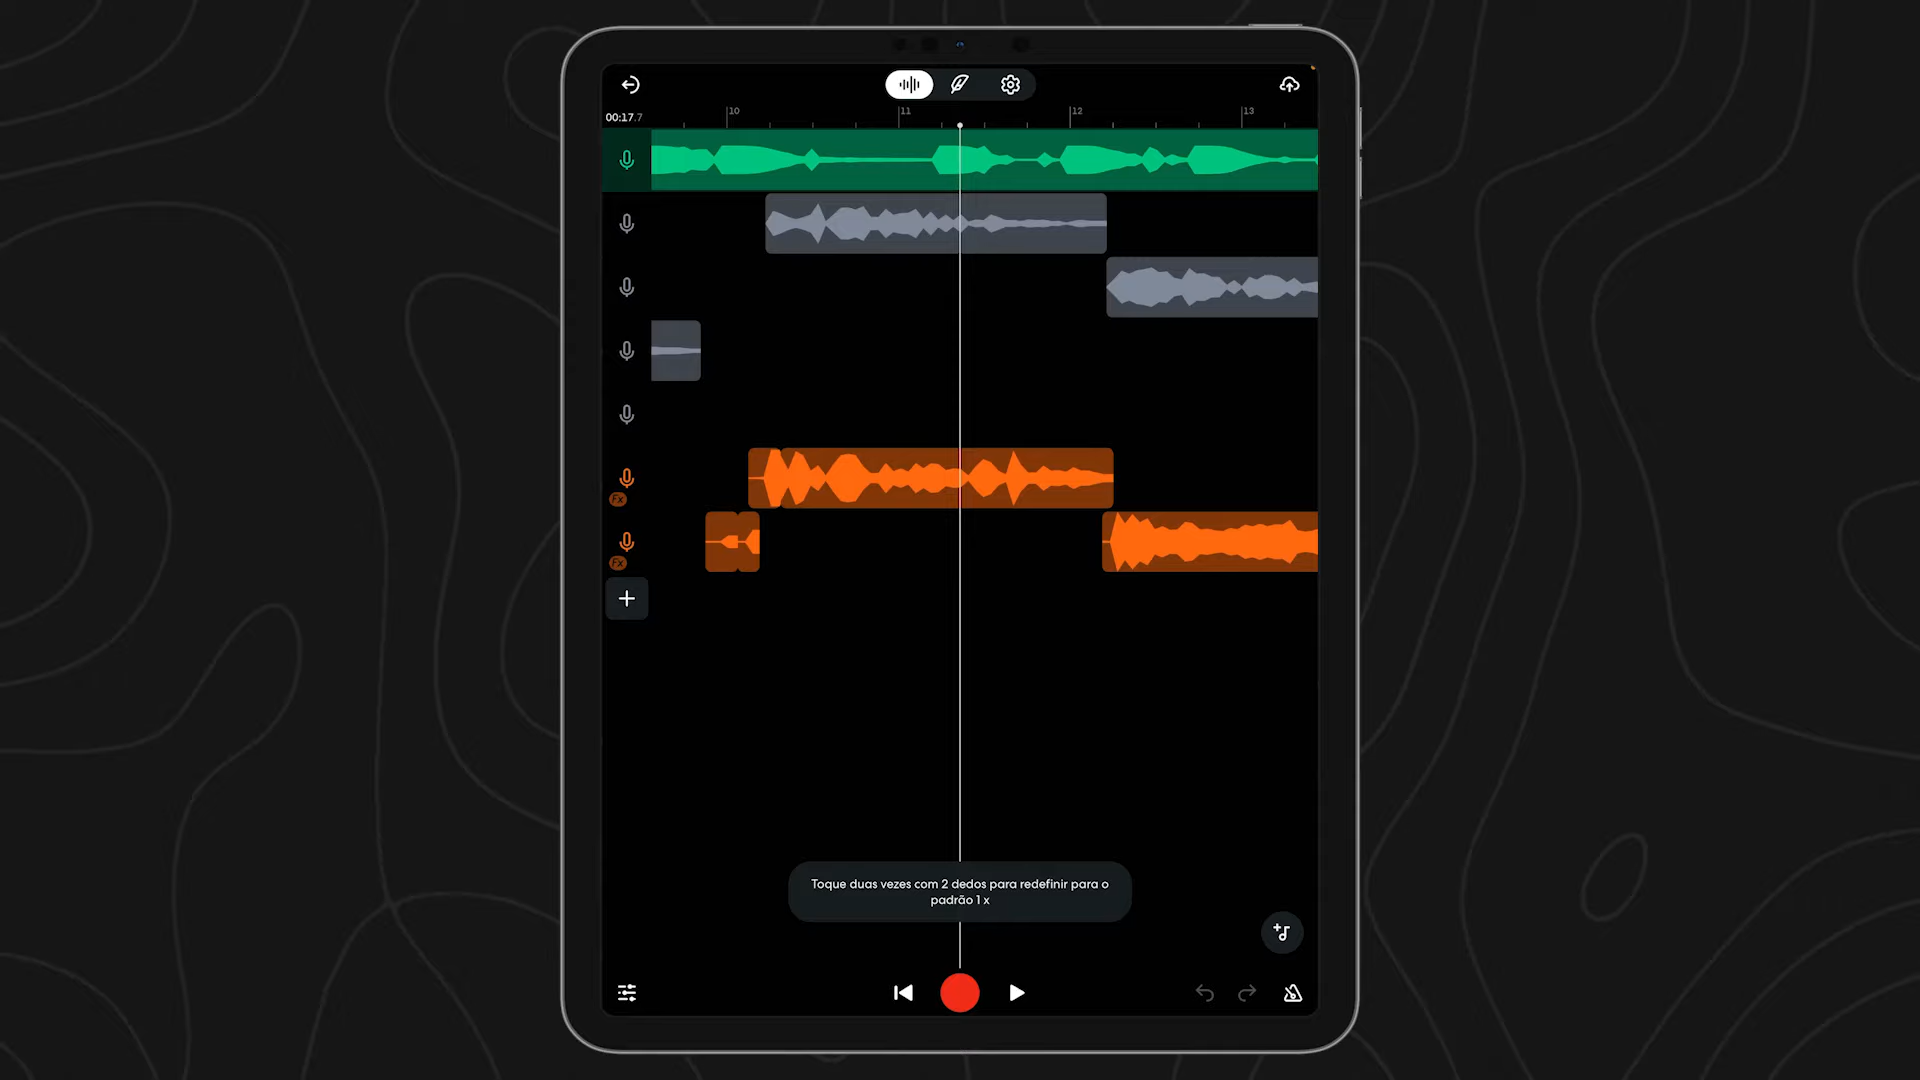 10
11
12
13
00:17.7
Fx
Fx
Toque duas vezes com 2 dedos para redefinir para o
padrão 1 x